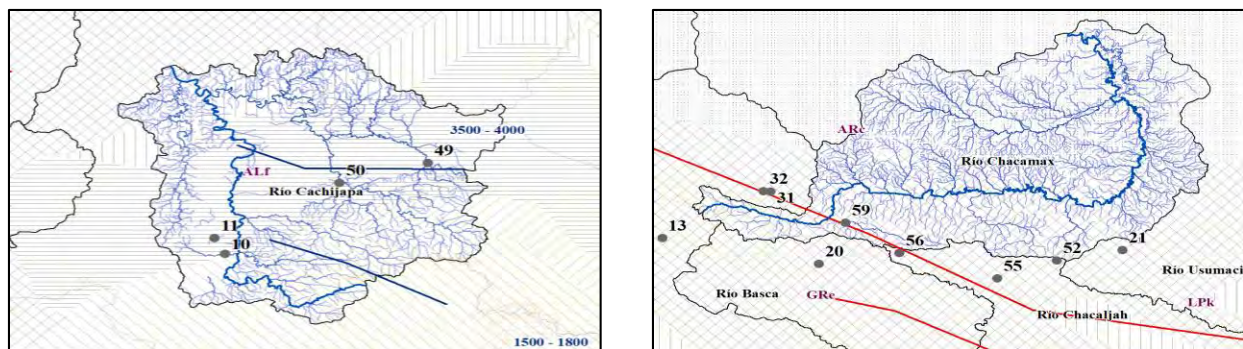 3500 - 4000
49
50
ALf
Río Cachijapa
11
10
1500 - 1800
ARc
Río Chacamax
32
31
59
13
56
52
21
20
55
Río Usumaci
Río Basca
GRe
LPk
Río Chacaljah